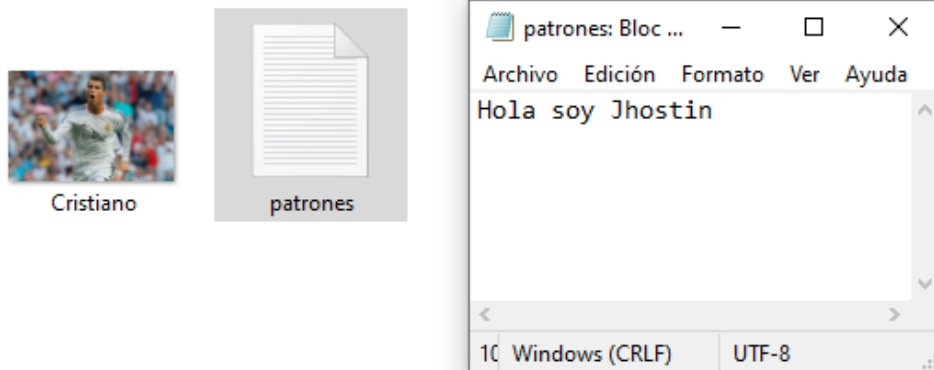 Cristiano
patrones
patrones: Bloc ...
Archivo Edición Formato Ver Ayuda
Hola soy Jhostin
Windows (CRLF) UTF-8